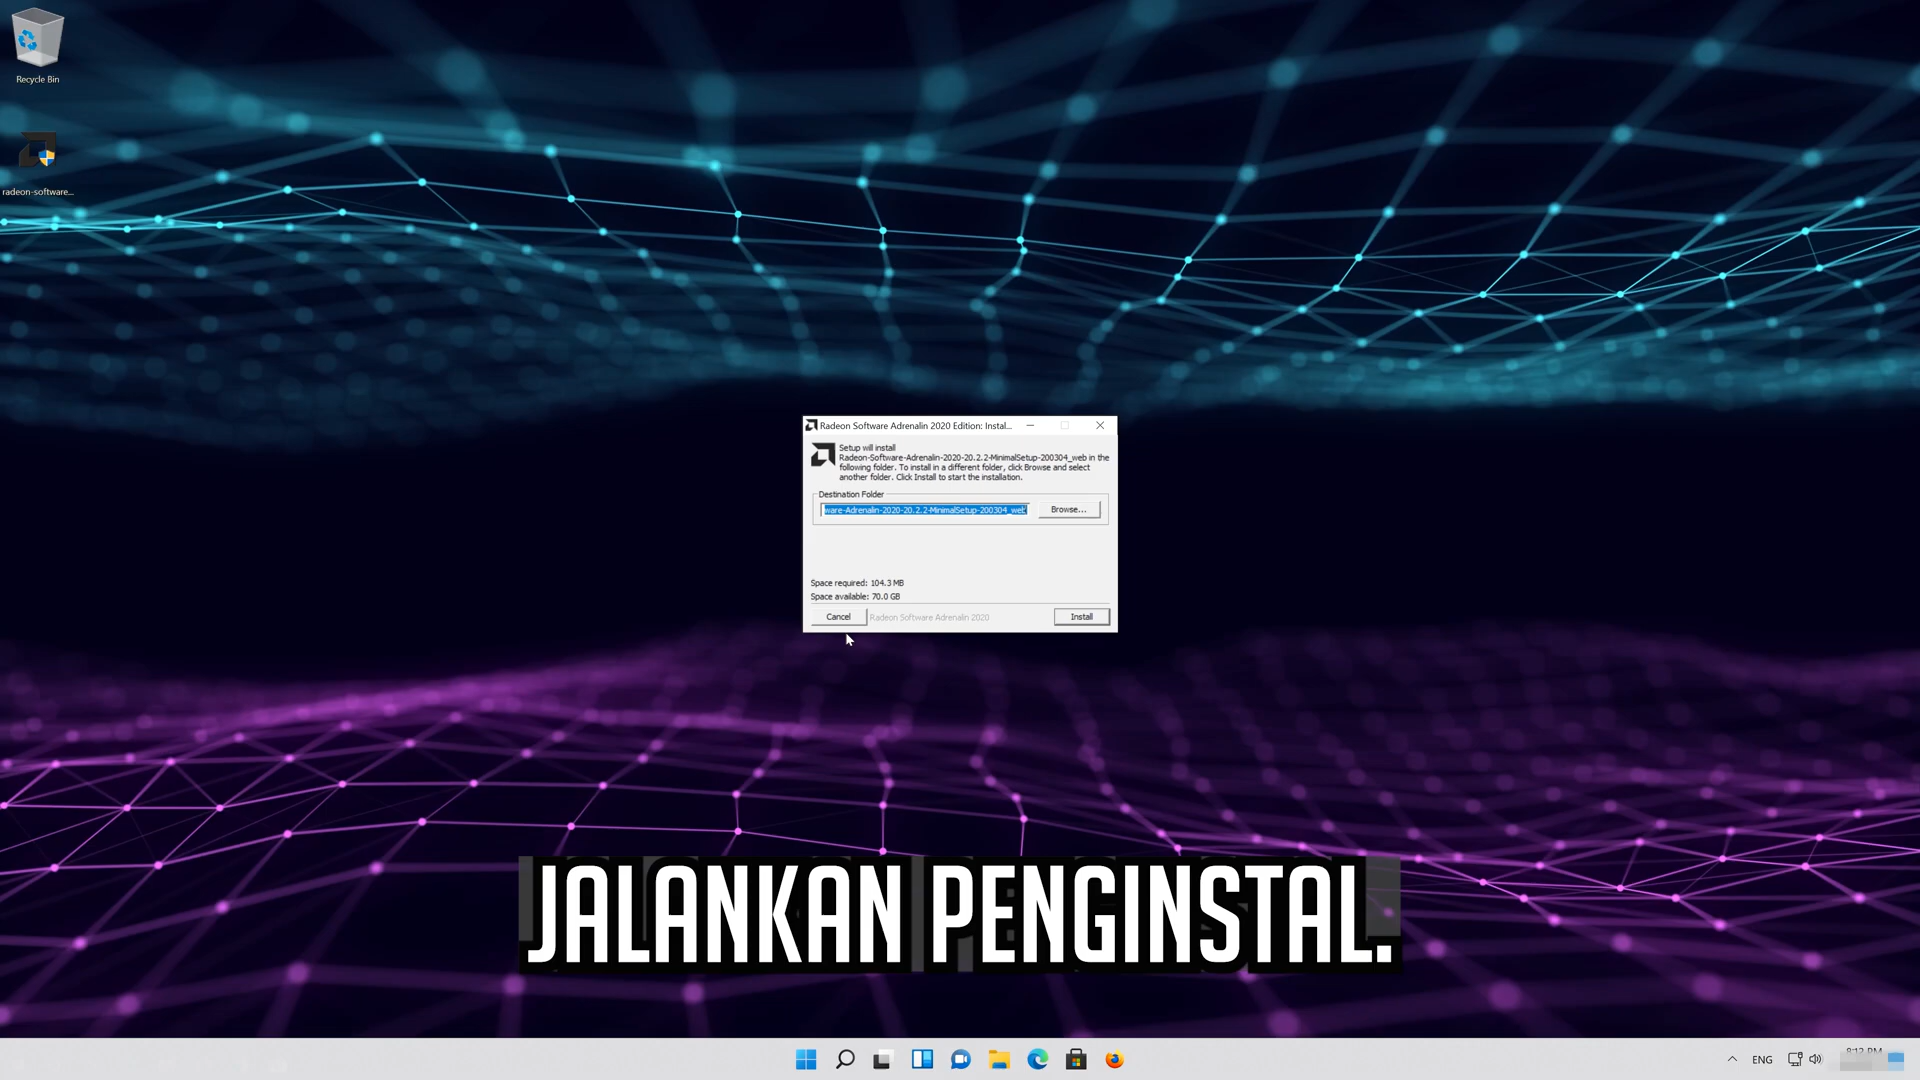 Recycle Bin
radeon-software...
Radeon Software Adrenalin 2020 Edition: Instal...
Setup will install
Radeon-Software-Adrenalin-2020-20.2.2-MinimalSetup-200304_web in the
following folder. To install in a different folder, click Browse and select
another folder. Click Install to start the installation.
Destination Folder
ware-Adrenalin-2020-20.2.2-MinimalSetup-200304_web
Browse...
Space required: 104.3 MB
Space available: 70.0 GB
Cancel
Radeon Software Adrenalin 2020
Install
JALANKAN PENGINSTAL.
ENG